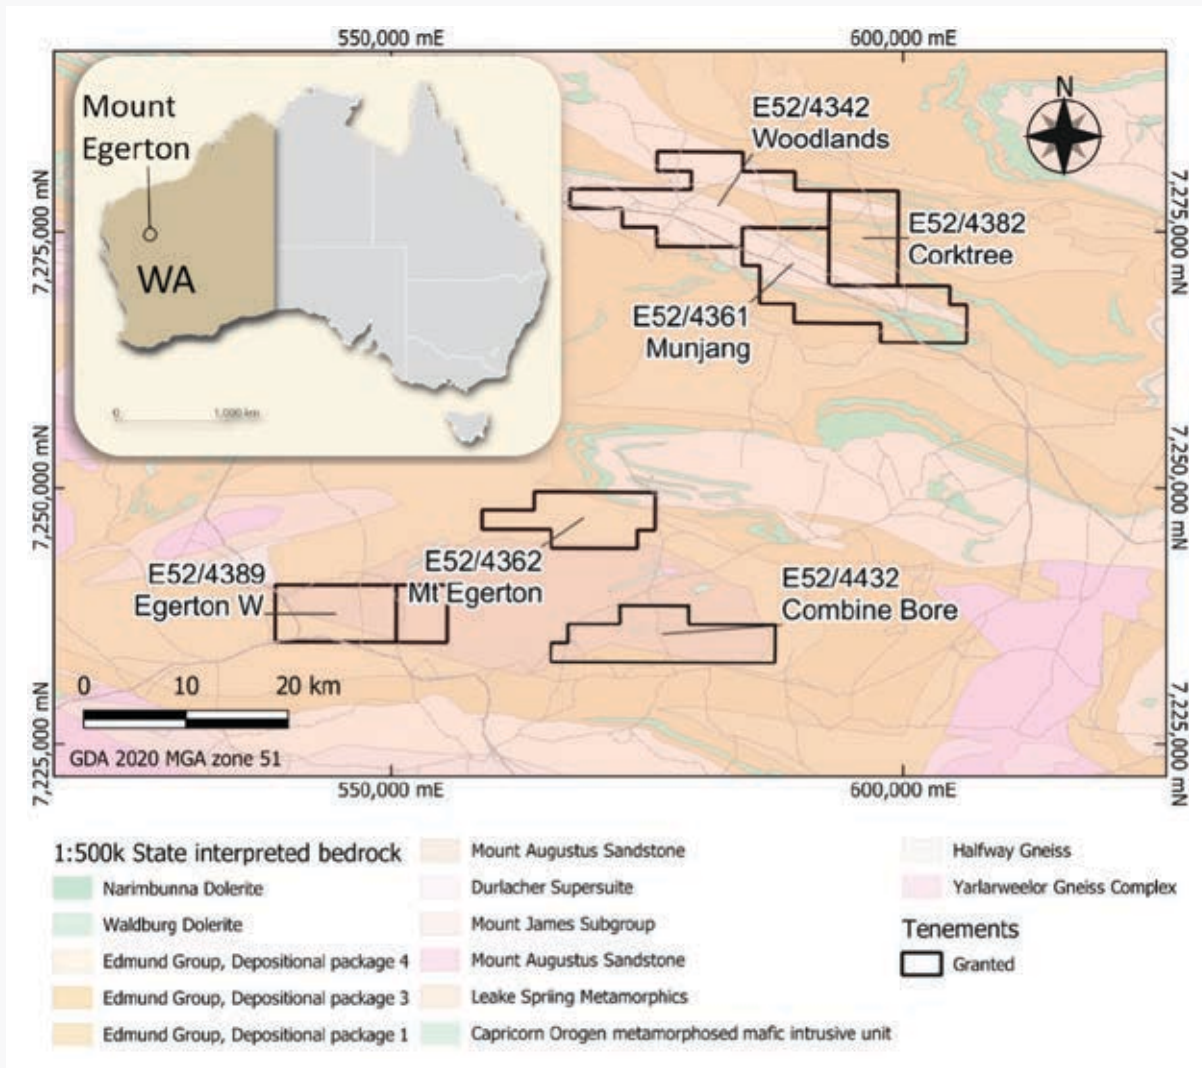 550,000 mE
600,000 mE
Mount
Egerton
WA
0
1,000 km
N
E52/4342
Woodlands
7,275,000 mN
7,275,000 mN
E52/4382
Corktree
E52/4361
Munjang
7,250,000 mN
7,250,000 mN
E52/4362
Mt Egerton
E52/4389
Egerton W
E52/4432
Combine Bore
0 10 20 km
GDA 2020 MGA zone 51
7,225,000 mN
7,225,000 mN
550,000 mE
600,000 mE
1:500k State interpreted bedrock
Narimbunna Dolerite
Waldburg Dolerite
Edmund Group, Depositional package 4
Edmund Group, Depositional package 3
Edmund Group, Depositional package 1
Mount Augustus Sandstone
Durlacher Supersuite
Mount James Subgroup
Mount Augustus Sandstone
Leake Spriing Metamorphics
Capricorn Orogen metamorphosed mafic intrusive unit
Halfway Gneiss
Yarlarweelor Gneiss Complex
Tenements
Granted